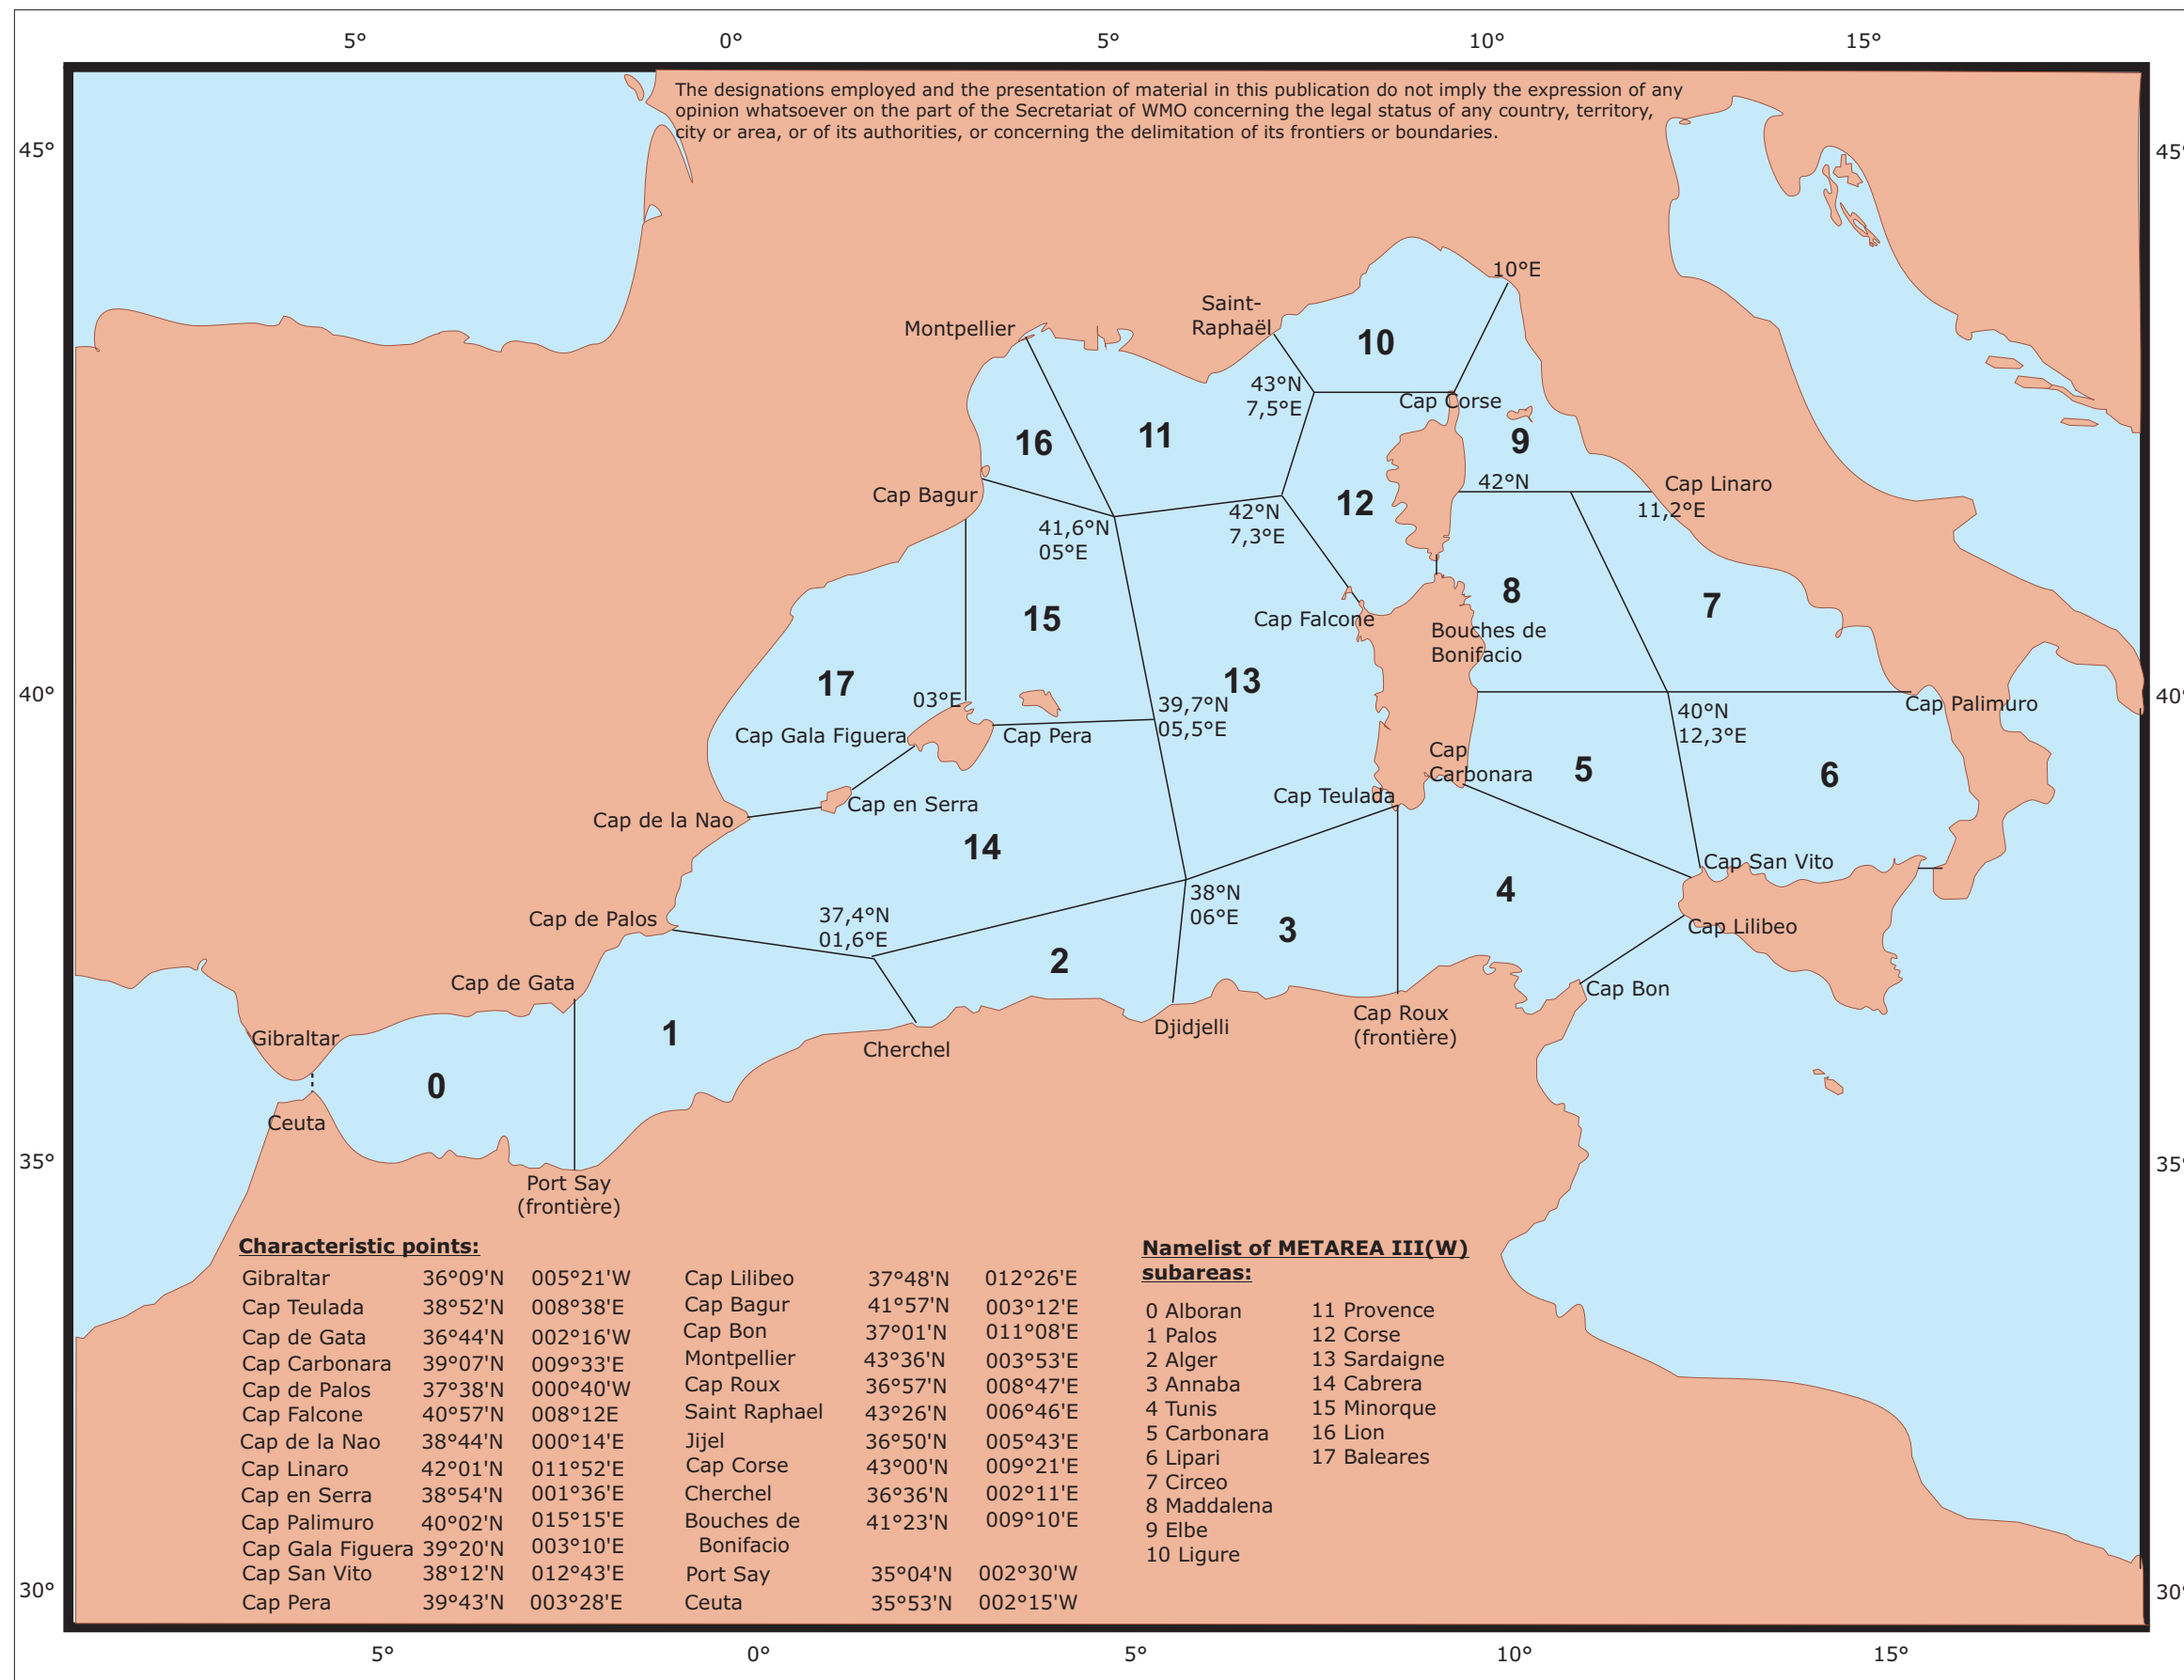 5° 0° 5° 10° 15°
The designations employed and the presentation of material in this publication do not imply the expression of any
opinion whatsoever on the part of the Secretariat of WMO concerning the legal status of any country, territory,
city or area, or of its authorities, or concerning the delimitation of its frontiers or boundaries.
45° 45°
10°E
Saint-
Raphaël
Montpellier
10
43°N
7,5°E
Cap Corse
16
11
9
12
42°N
Cap Linaro
11,2°E
Cap Bagur
41,6°N
05°E
42°N
7,3°E
8
7
15
Cap Falcone
Bouches de
Bonifacio
17
13
40° 40°
03°E
39,7°N
05,5°E
Cap Palimuro
40°N
12,3°E
Cap Gala Figuera
Cap Pera
Cap
Carbonara
5
6
Cap Teulada
Cap en Serra
Cap de la Nao
14
Cap San Vito
4
38°N
06°E
Cap de Palos
37,4°N
01,6°E
3
Cap Lilibeo
2
Cap de Gata
Cap Bon
Gibraltar
1
Cherchel
Djidjelli
Cap Roux
(frontière)
0
Ceuta
35° 35°
Port Say
(frontière)
Characteristic points:
Gibraltar 36°09'N 005°21'W
Cap Teulada 38°52'N 008°38'E
Cap de Gata 36°44'N 002°16'W
Cap Carbonara 39°07'N 009°33'E
Cap de Palos 37°38'N 000°40'W
Cap Falcone 40°57'N 008°12E
Cap de la Nao 38°44'N 000°14'E
Cap Linaro 42°01'N 011°52'E
Cap en Serra 38°54'N 001°36'E
Cap Palimuro 40°02'N 015°15'E
Cap Gala Figuera 39°20'N 003°10'E
Cap San Vito 38°12'N 012°43'E
Cap Pera 39°43'N 003°28'E
Cap Lilibeo 37°48'N 012°26'E
Cap Bagur 41°57'N 003°12'E
Cap Bon 37°01'N 011°08'E
Montpellier 43°36'N 003°53'E
Cap Roux 36°57'N 008°47'E
Saint Raphael 43°26'N 006°46'E
Jijel 36°50'N 005°43'E
Cap Corse 43°00'N 009°21'E
Cherchel 36°36'N 002°11'E
Bouches de 41°23'N 009°10'E
Bonifacio
Port Say 35°04'N 002°30'W
Ceuta 35°53'N 002°15'W
Namelist of METAREA III(W)
subareas:
0 Alboran
1 Palos
2 Alger
3 Annaba
4 Tunis
5 Carbonara
6 Lipari
7 Circeo
8 Maddalena
9 Elbe
10 Ligure
11 Provence
12 Corse
13 Sardaigne
14 Cabrera
15 Minorque
16 Lion
17 Baleares
30° 30°
5° 0° 5° 10° 15°